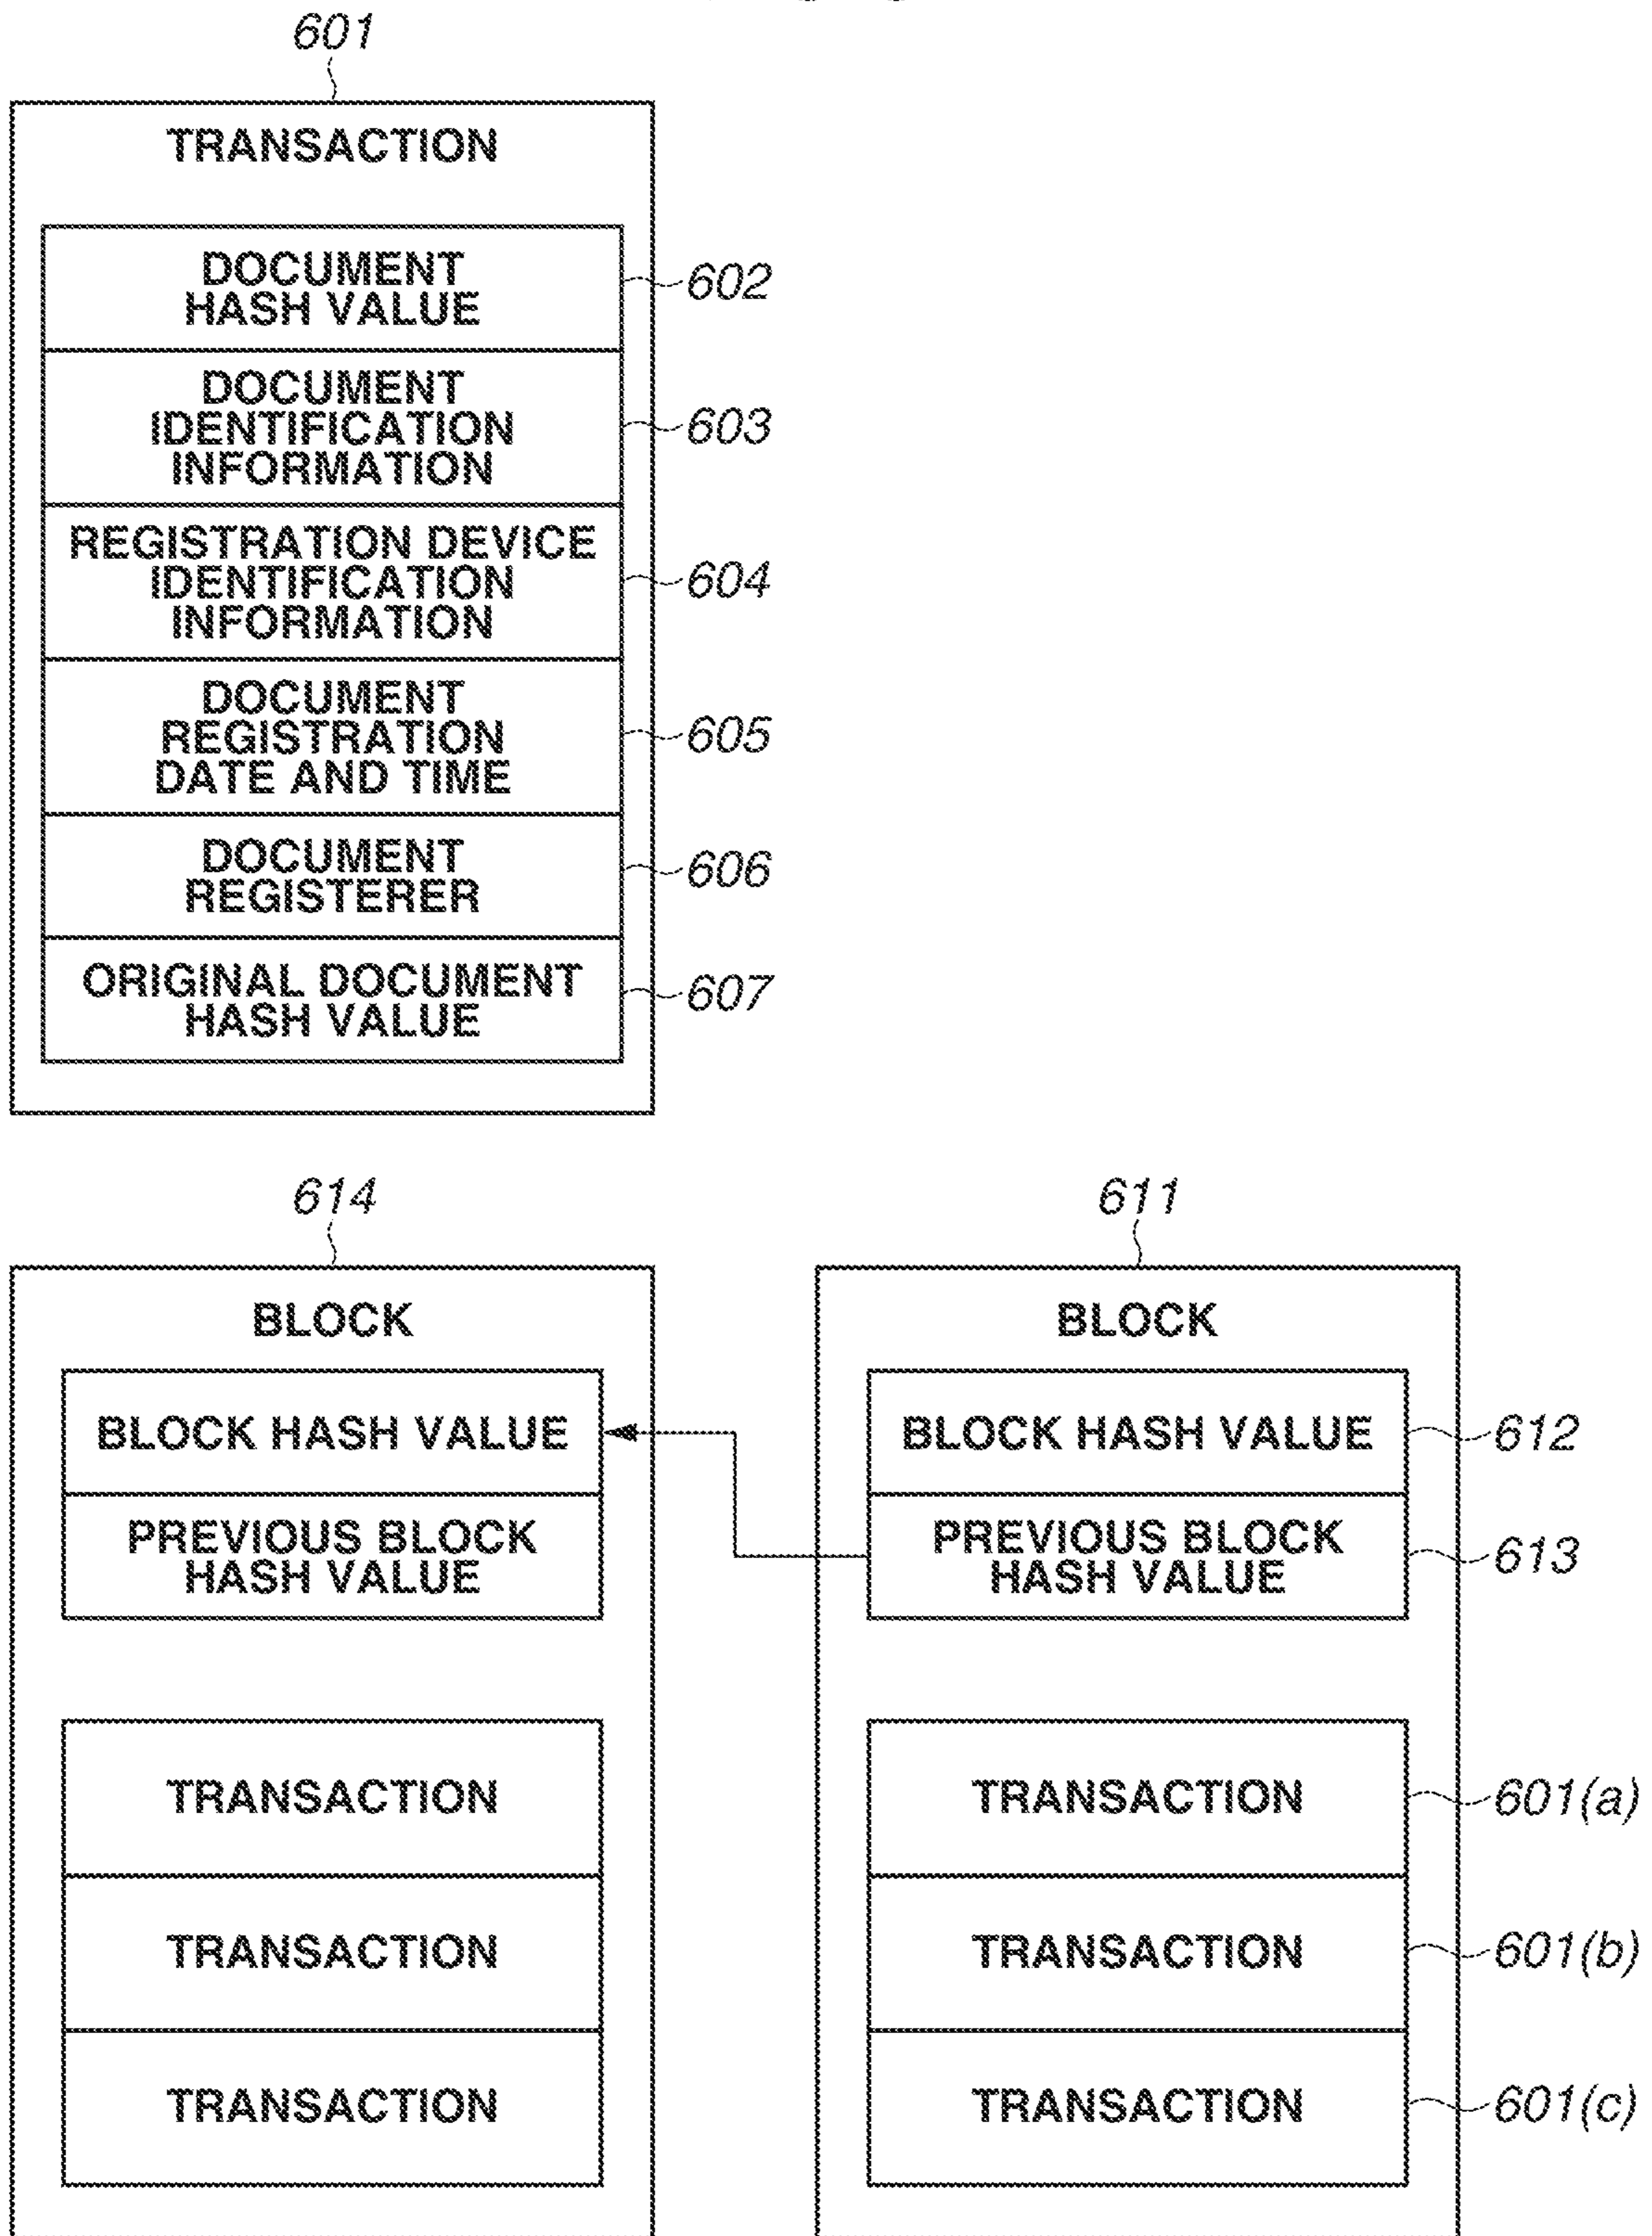 601
TRANSACTION
DOCUMENT
HASH VALUE
602
DOCUMENT
IDENTIFICATION
INFORMATION
603
REGISTRATION DEVICE
IDENTIFICATION
INFORMATION
604
DOCUMENT
REGISTRATION
DATE AND TIME
605
DOCUMENT
REGISTERER
606
ORIGINAL DOCUMENT
HASH VALUE
607
614
BLOCK
BLOCK HASH VALUE
PREVIOUS BLOCK
HASH VALUE
TRANSACTION
TRANSACTION
TRANSACTION
611
BLOCK
BLOCK HASH VALUE
612
PREVIOUS BLOCK
HASH VALUE
613
TRANSACTION
601(a)
TRANSACTION
601(b)
TRANSACTION
601(c)